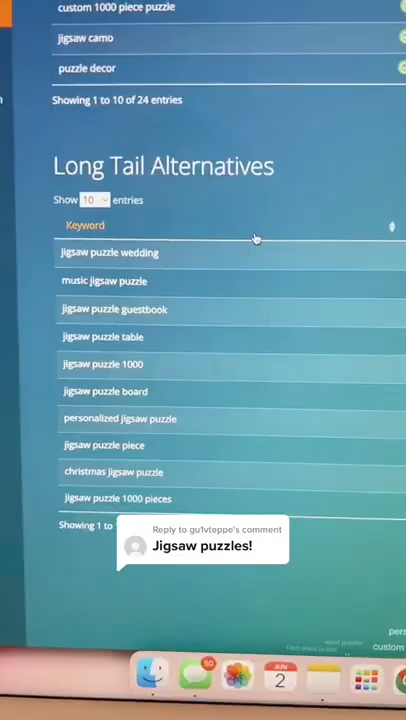 custom 1000 piece puzzle
jigsaw camo
puzzle decor
Showing 1 to 10 of 24 entries
Long Tail Alternatives
Show 10 entries
Keyword
jigsaw puzzle wedding
music jigsaw puzzle
jigsaw puzzle guestbook
jigsaw puzzle table
jigsaw puzzle 1000
jigsaw puzzle board
personalized jigsaw puzzle
jigsaw puzzle piece
christmas jigsaw puzzle
jigsaw puzzle 1000 pieces
Showing 1 to
Reply to gu1vteppe's comment
Jigsaw puzzles!
pers
custom
50
JUN
2